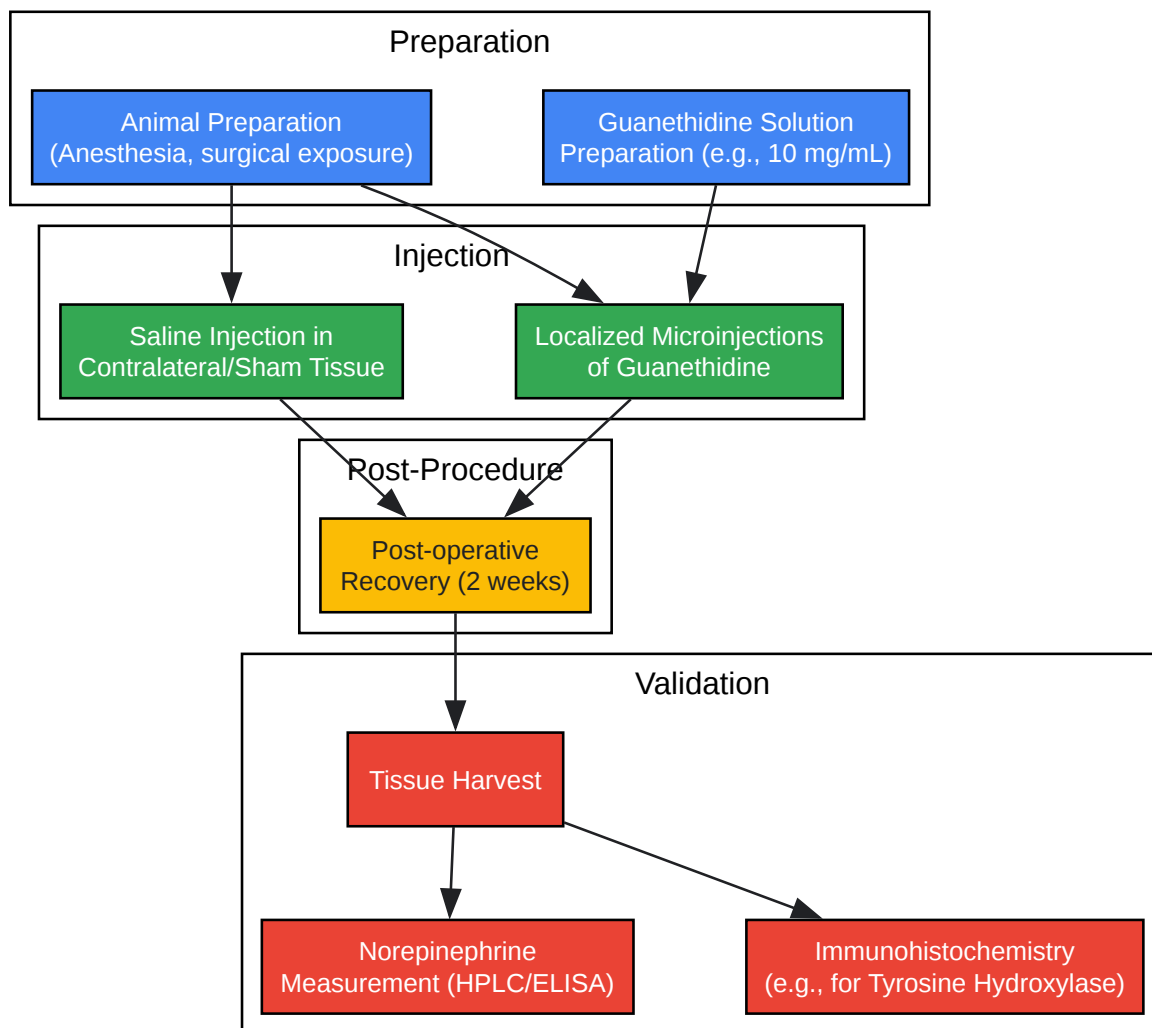 Preparation
Animal Preparation
(Anesthesia, surgical exposure)
Guanethidine Solution
Preparation (e.g., 10 mg/mL)
Injection
Saline Injection in
Contralateral/Sham Tissue
Localized Microinjections
of Guanethidine
Post-Procedure
Post-operative
Recovery (2 weeks)
Validation
Tissue Harvest
Norepinephrine
Measurement (HPLC/ELISA)
Immunohistochemistry
(e.g., for Tyrosine Hydroxylase)